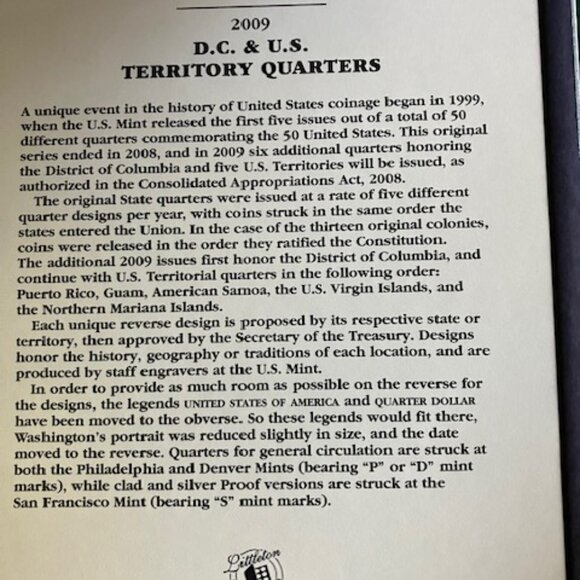 2009
D.C. & U.S.
TERRITORY QUARTERS
A unique event in the history of United States coinage began in 1999,
when the U.S. Mint released the first five issues out of a total of 50
different quarters commemorating the 50 United States. This original
series ended in 2008, and in 2009 six additional quarters honoring
the District of Columbia and five U.S. Territories will be issued, as
authorized in the Consolidated Appropriations Act, 2008.
The original State quarters were issued at a rate of five different
quarter designs per year, with coins struck in the same order the
states entered the Union. In the case of the thirteen original colonies,
coins were released in the order they ratified the Constitution.
The additional 2009 issues first honor the District of Columbia, and
continue with U.S. Territorial quarters in the following order:
Puerto Rico, Guam, American Samoa, the U.S. Virgin Islands, and
the Northern Mariana Islands.
Each unique reverse design is proposed by its respective state or
territory, then approved by the Secretary of the Treasury. Designs
honor the history, geography or traditions of each location, and are
produced by staff engravers at the U.S. Mint.
In order to provide as much room as possible on the reverse for
the designs, the legends UNITED STATES OF AMERICA and QUARTER DOLLAR
have been moved to the obverse. So these legends would fit there,
Washington's portrait was reduced slightly in size, and the date
moved to the reverse. Quarters for general circulation are struck at
both the Philadelphia and Denver Mints (bearing “P” or “D” mint
marks), while clad and silver Proof versions are struck at the
San Francisco Mint (bearing “S” mint marks).
Littleton